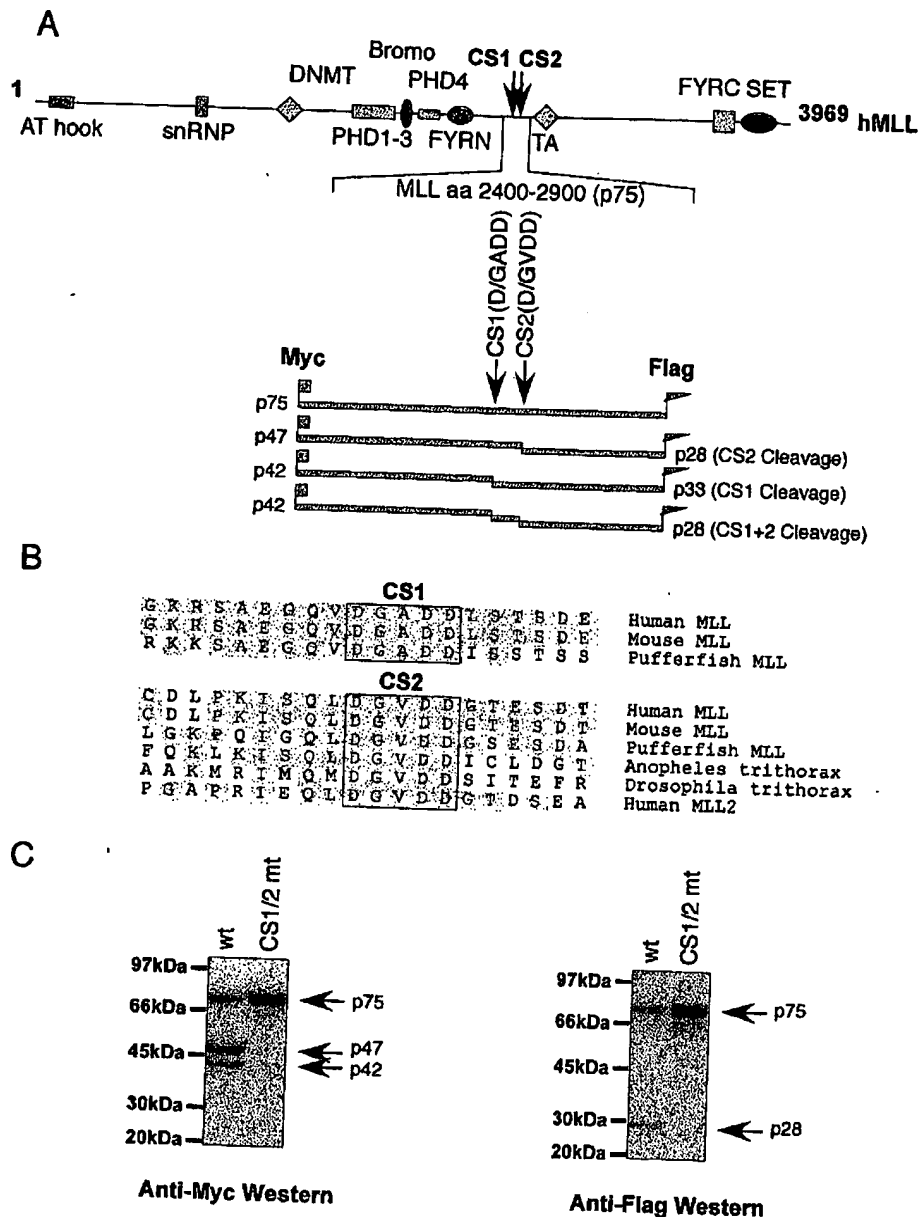 A
Bromo CS1 CS2
DNMT PHD4 FYRC SET
1 3969 hMLL
AT hook snRNP PHD1-3 FYRN TA
MLL aa 2400-2900 (p75)
CS1(D/GADD)
CS2(D/GVDD)
Myc Flag
p75
p47 p28 (CS2 Cleavage)
p42 p33 (CS1 Cleavage)
p42 p28 (CS1+2 Cleavage)
B
CS1
G K R S A E Q Q V D G A D D L S T S D E Human MLL
G K R S A E G Q V D G A D D L S T S D E Mouse MLL
R K K S A E G Q V D G A D D I S S T S S Pufferfish MLL
CS2
C D L P K I S Q L D G V D D G T E S D T Human MLL
C D L P K I S Q L D G V D D G T E S D T Mouse MLL
L G K P Q I G Q L D G V D D G S E S D A Pufferfish MLL
F Q K L K I S Q L D G V D D I C L D G T Anopheles trithorax
A A K M R I M Q M D G V D D S I T E F R Drosophila trithorax
P G A P R I E Q L D G V D D G T D S E A Human MLL2
C
wt CS1/2 mt
97kDa
66kDa p75
45kDa p47
p42
30kDa
20kDa
Anti-Myc Western
wt CS1/2 mt
97kDa
66kDa p75
45kDa
30kDa
p28
20kDa
Anti-Flag Western